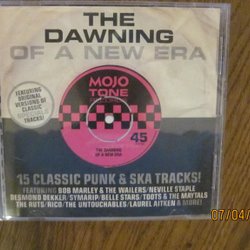 THE
DAWNING
OF A NEW ERA
FEATURING
ORIGINAL
VERSIONS OF
CLASSIC
TRACKS!
MOJO
TONE
45
THE DAWNING
OF A NEW ERA
15 CLASSIC PUNK & SKA TRACKS!
FEATURING BOB MARLEY & THE WAILERS/NEVILLE STAPLE
DESMOND DEKKER/SYMARIP/BELLE STARS/TOOTS & THE MAYTALS
THE RUTS/RICO/THE UNTOUCHABLES/LAUREL AITKEN & MORE!
07/04/